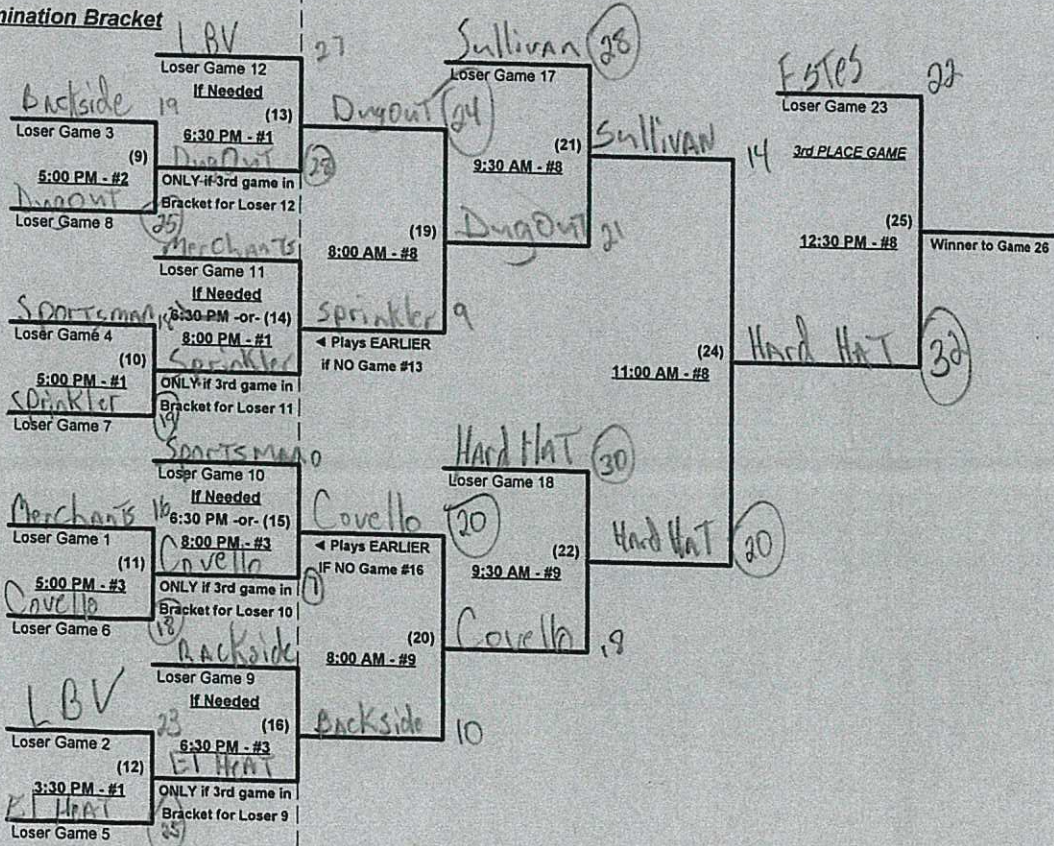 mination Bracket
LBV 27
Loser Game 12
If Needed
(13)
6:30 PM - #1
DugOut 28
ONLY if 3rd game in
Bracket for Loser 12
Backside 19
Loser Game 3
(9)
5:00 PM - #2
DugOut 25
Loser Game 8
Merchants
Loser Game 11
If Needed
6:30 PM -or- (14)
8:00 PM - #1
Sprinkler
ONLY if 3rd game in
Bracket for Loser 11
Sportsman
Loser Game 4
(10)
5:00 PM - #1
Sprinkler 19
Loser Game 7
Sportsman 0
Loser Game 10
If Needed
6:30 PM -or- (15)
8:00 PM - #3
Covello
ONLY if 3rd game in
Bracket for Loser 10
Merchants 16
Loser Game 1
(11)
5:00 PM - #3
Covello 18
Loser Game 6
Backside
Loser Game 9
If Needed
(16)
6:30 PM - #3
El Heat
ONLY if 3rd game in
Bracket for Loser 9
LBV 23
Loser Game 2
(12)
3:30 PM - #1
El Heat 25
Loser Game 5
DugOut 24
(19)
8:00 AM - #8
Sprinkler 9
◄ Plays EARLIER
if NO Game #13
Covello 20
◄ Plays EARLIER
IF NO Game #16
(20)
8:00 AM - #9
Backside 10
Sullivan 28
Loser Game 17
(21)
9:30 AM - #8
DugOut 21
Hard Hat 30
Loser Game 18
(22)
9:30 AM - #9
Covello 18
Sullivan 14
(24)
11:00 AM - #8
Hard Hat 20
Estes 22
Loser Game 23
3rd PLACE GAME
(25)
12:30 PM - #8
Hard Hat 32
Winner to Game 26